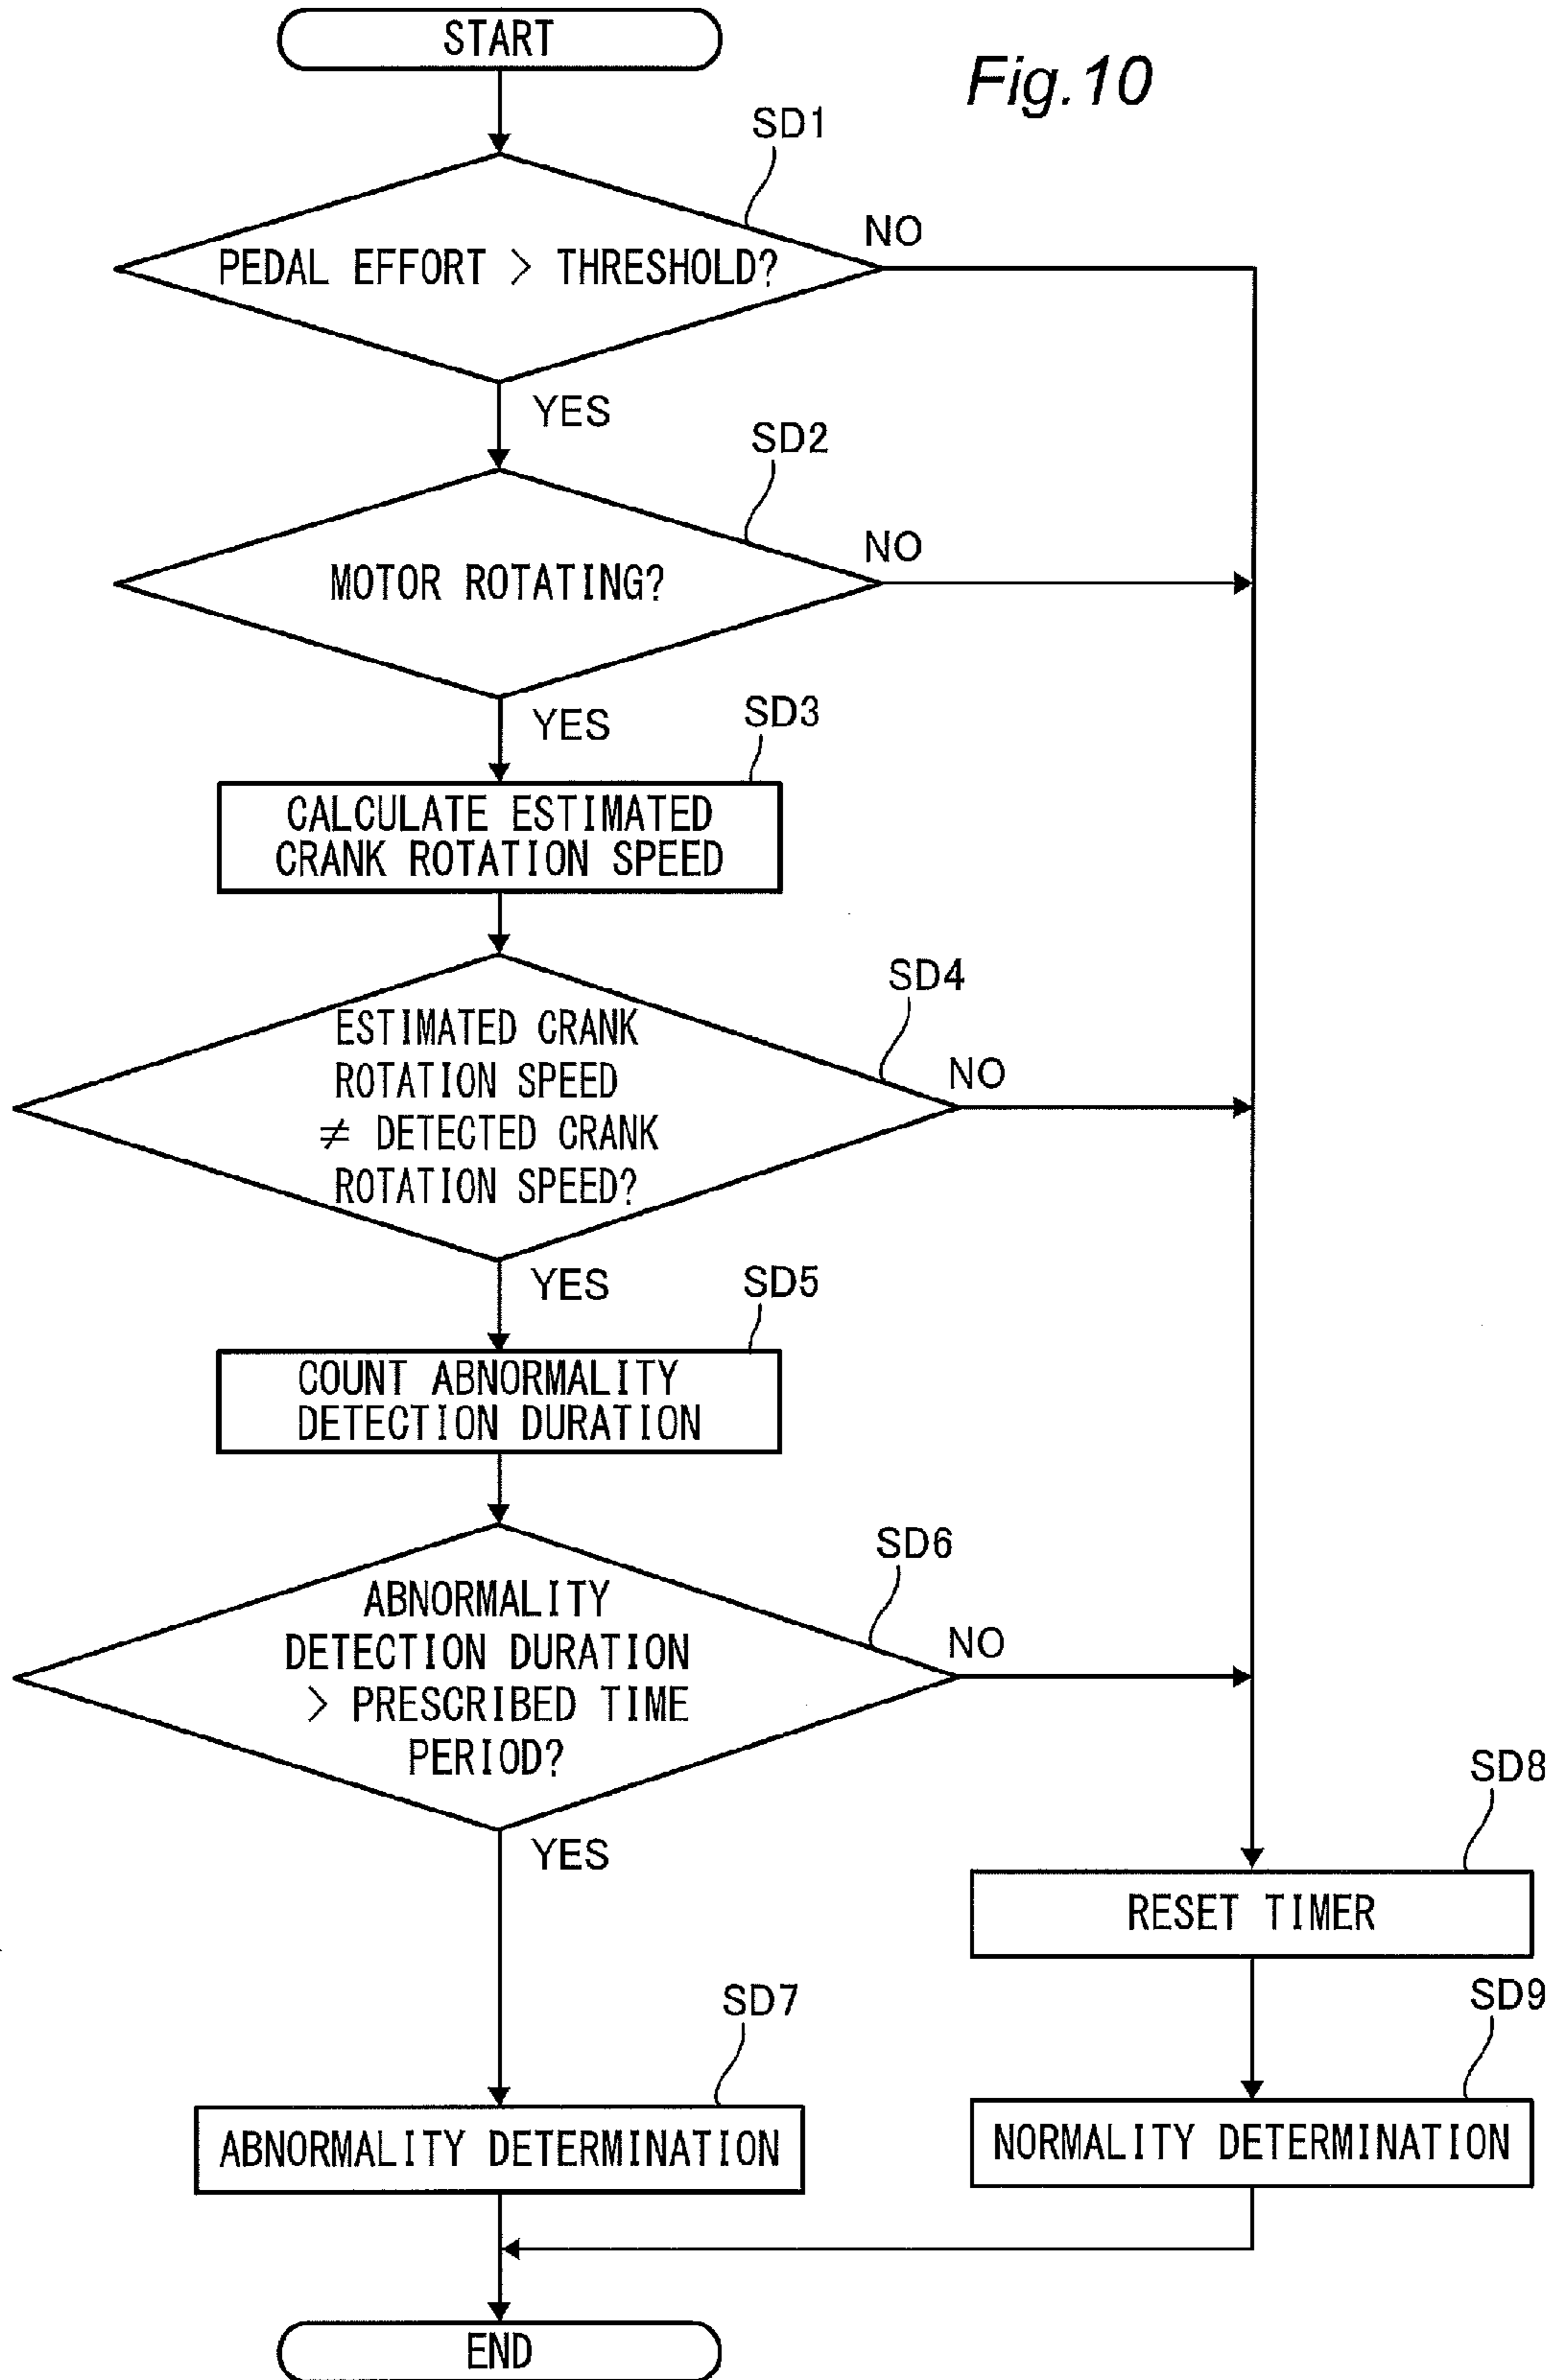 START
Fig.10
SD1
PEDAL EFFORT > THRESHOLD?
NO
YES
SD2
MOTOR ROTATING?
NO
YES
SD3
CALCULATE ESTIMATED
CRANK ROTATION SPEED
SD4
ESTIMATED CRANK
ROTATION SPEED
≠ DETECTED CRANK
ROTATION SPEED?
NO
YES
SD5
COUNT ABNORMALITY
DETECTION DURATION
SD6
ABNORMALITY
DETECTION DURATION
> PRESCRIBED TIME
PERIOD?
NO
YES
SD8
RESET TIMER
SD7
ABNORMALITY DETERMINATION
SD9
NORMALITY DETERMINATION
END